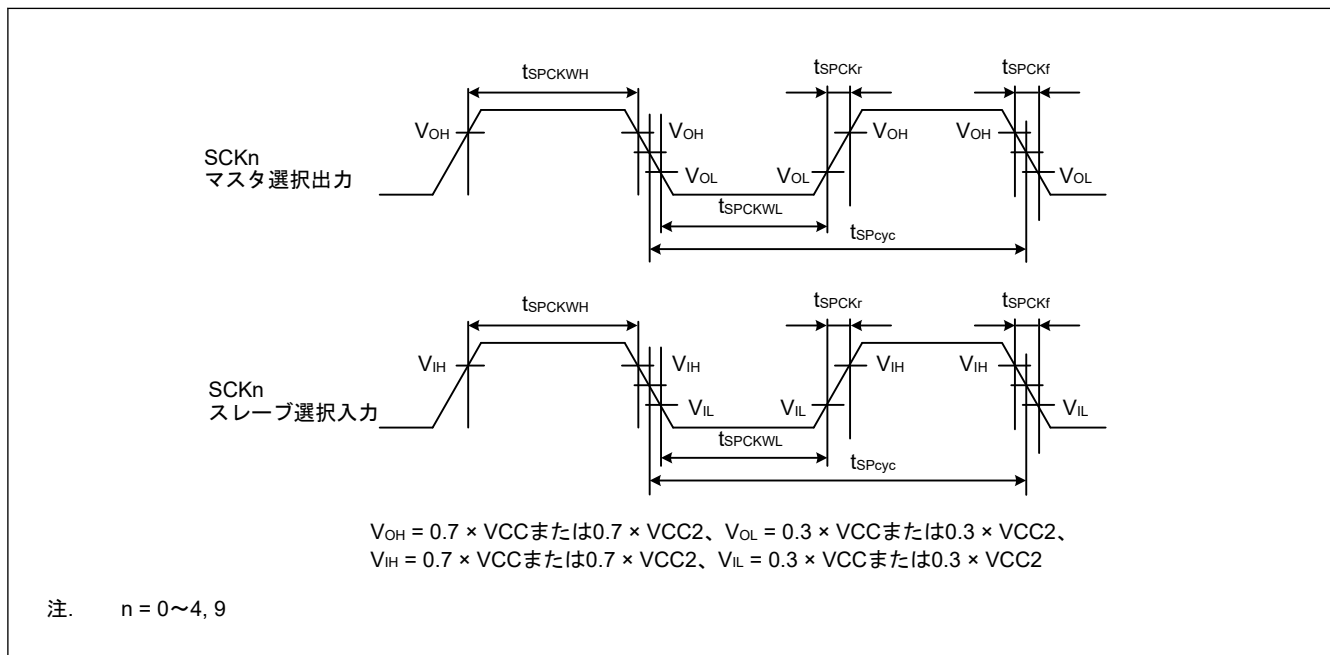 tSPCKWH
tSPCKr
tSPCKf
VOH
VOH
VOH
VOH
SCKn
マスタ選択出力
VOL
VOL
VOL
tSPCKWL
tSPcyc
tSPCKWH
tSPCKr
tSPCKf
VIH
VIH
VIH
VIH
SCKn
スレーブ選択入力
VIL
VIL
VIL
tSPCKWL
tSPcyc
VOH = 0.7 × VCCまたは0.7 × VCC2、VOL = 0.3 × VCCまたは0.3 × VCC2、
VIH = 0.7 × VCCまたは0.7 × VCC2、VIL = 0.3 × VCCまたは0.3 × VCC2
注. n = 0～4, 9